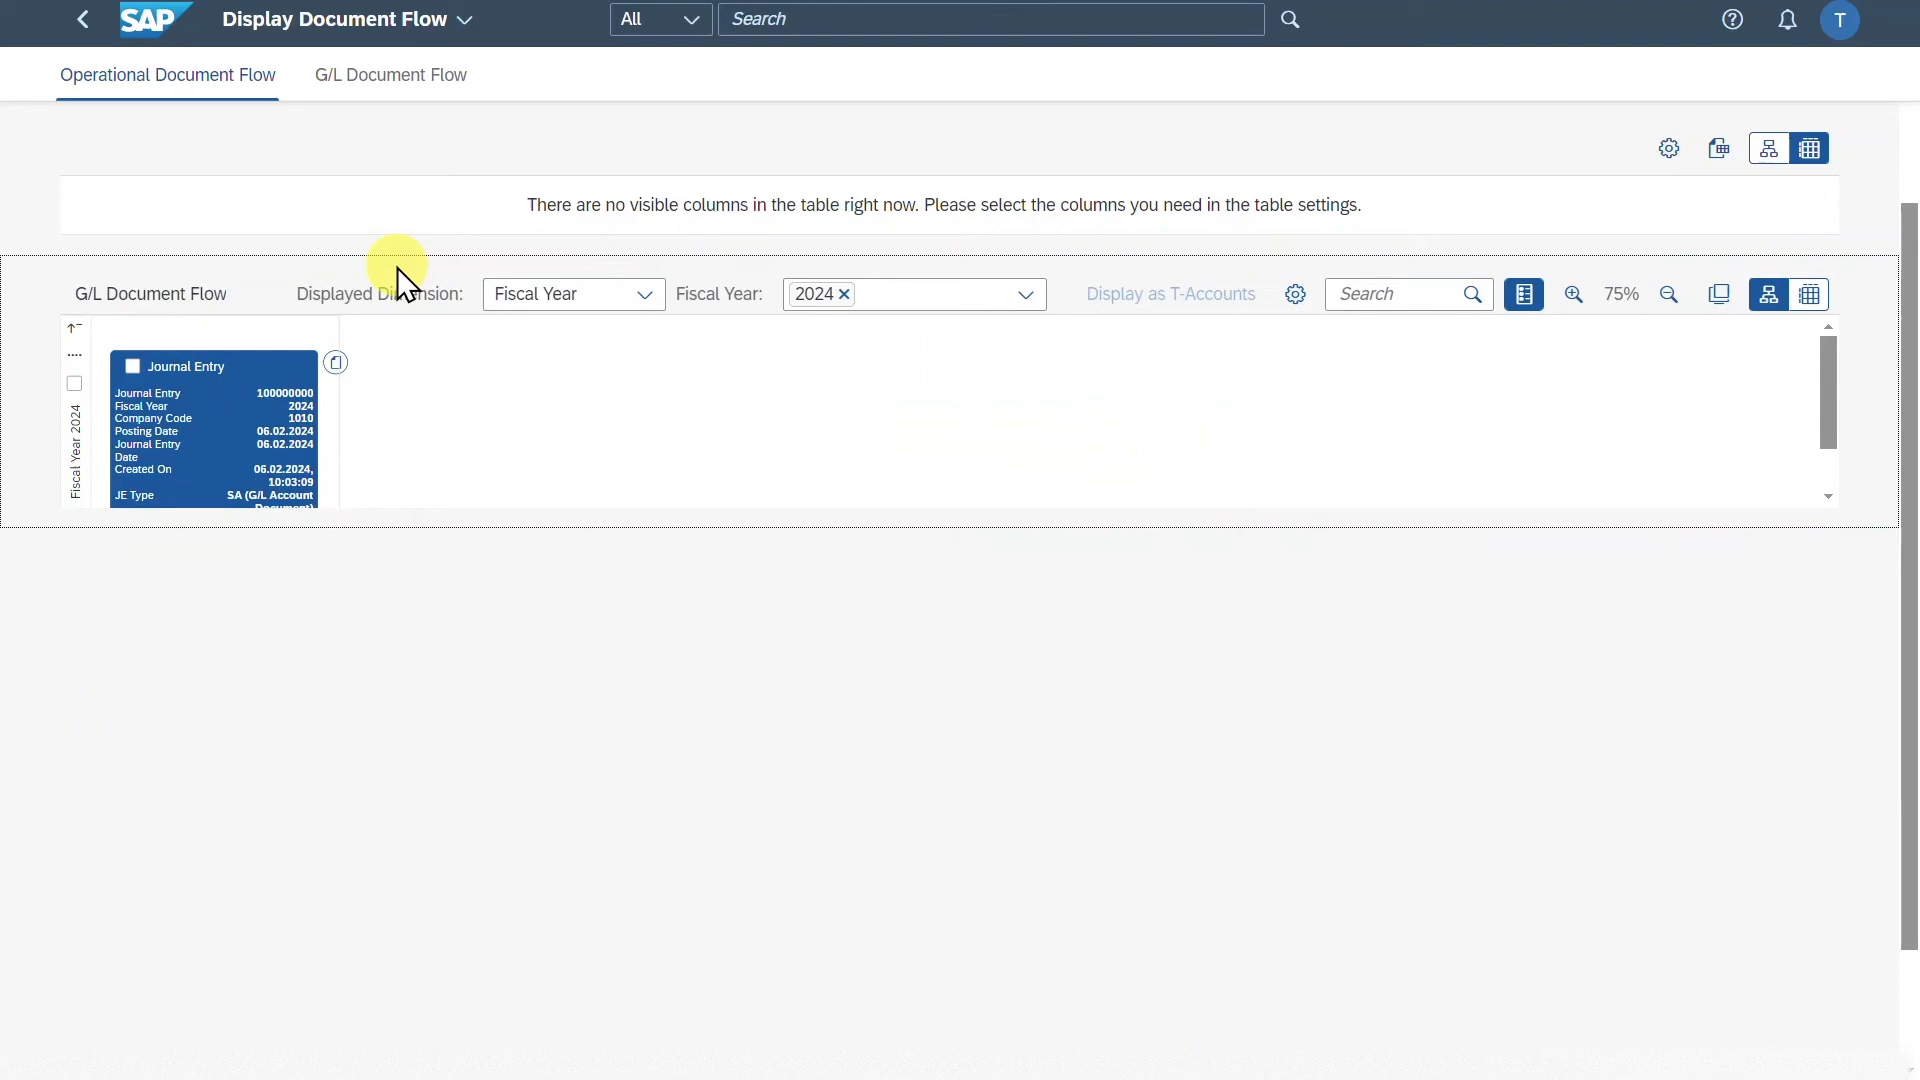 SAP Display Document Flow All Search T
Operational Document Flow G/L Document Flow
There are no visible columns in the table right now. Please select the columns you need in the table settings.
G/L Document Flow Displayed Dimension: Fiscal Year Fiscal Year: 2024 Display as T-Accounts Search 75%
Fiscal Year 2024
Journal Entry
Journal Entry 100000000
Fiscal Year 2024
Company Code 1010
Posting Date 06.02.2024
Journal Entry 06.02.2024
Date
Created On 06.02.2024,
10:03:09
JE Type SA (G/L Account
Document)